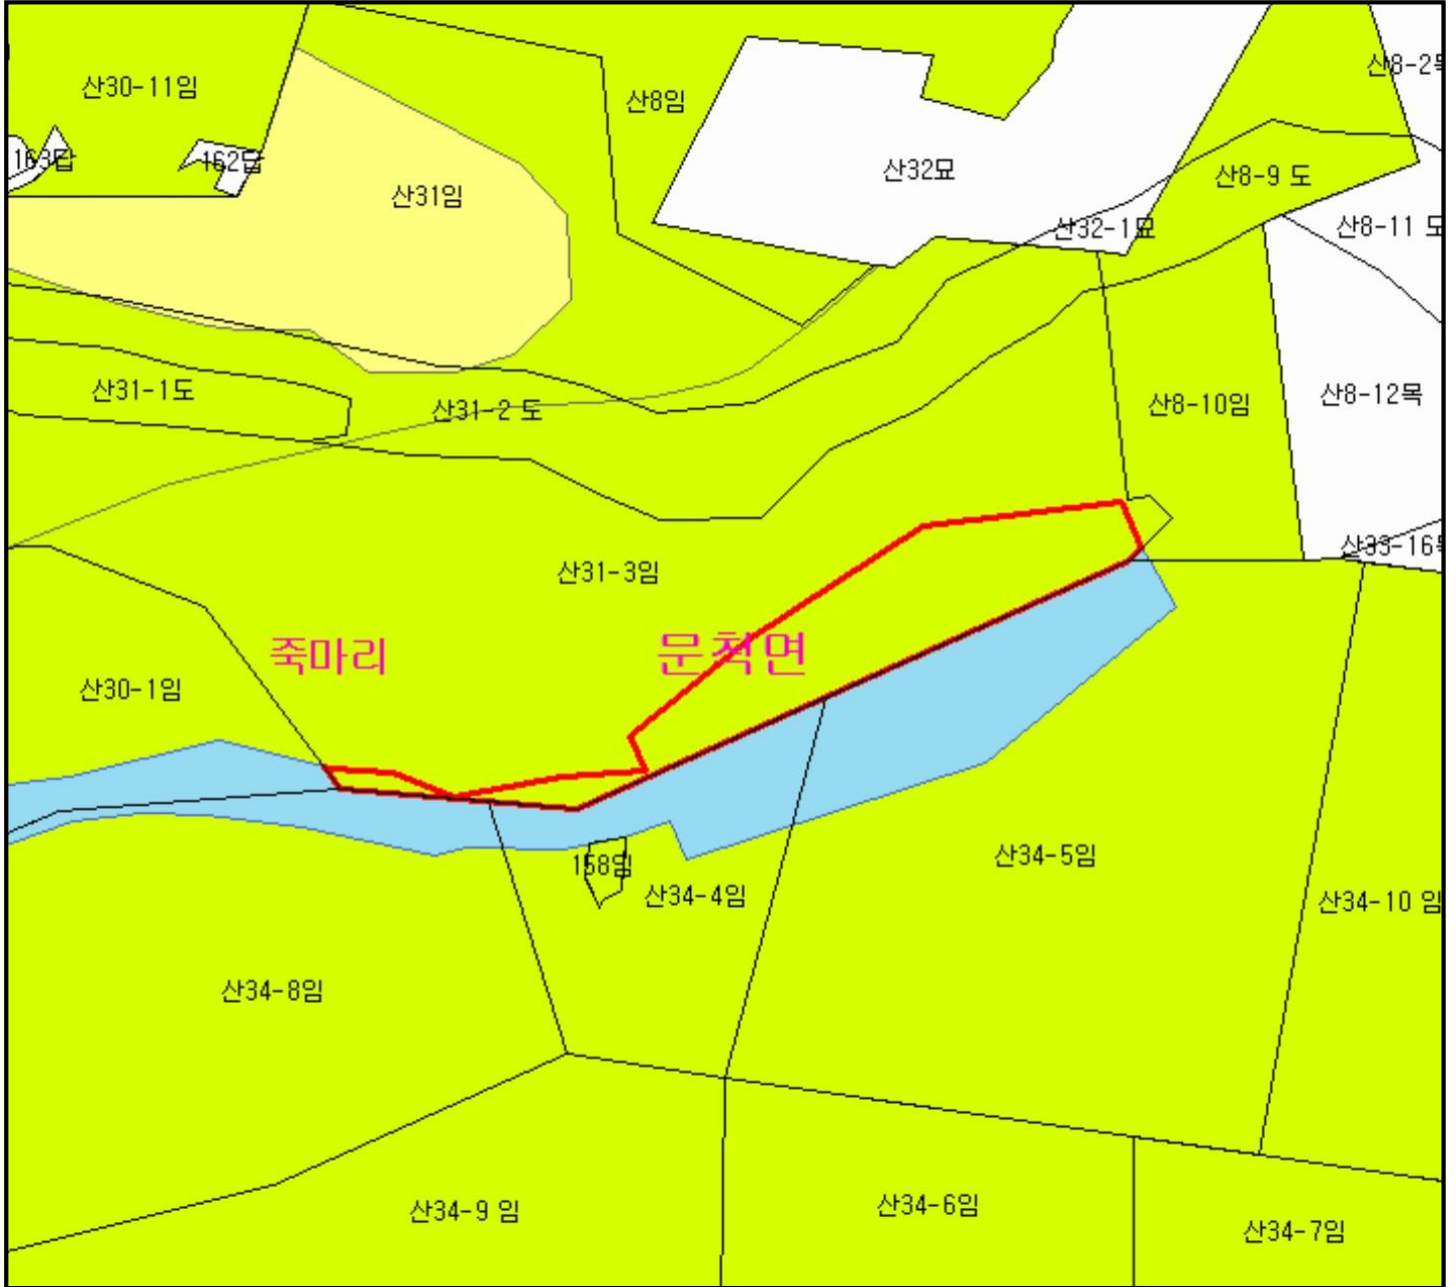 산8-2
산30-11임
산8임
163답
162답
산32묘
산8-9 도
산31임
산32-1묘
산8-11 도
산31-1도
산31-2 도
산8-10임
산8-12목
산33-16
산31-3임
죽마리
문척면
산30-1임
158임
산34-4임
산34-5임
산34-10 임
산34-8임
산34-9 임
산34-6임
산34-7임